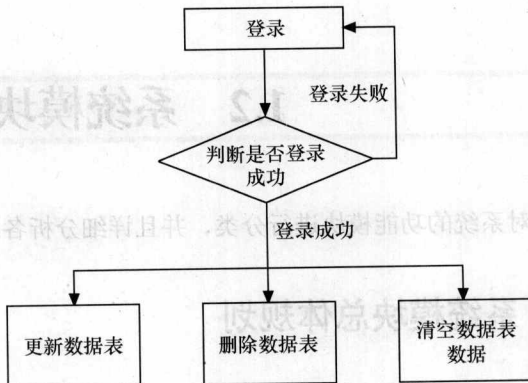 登录
登录失败
判断是否登录
成功
登录成功
更新数据表
删除数据表
清空数据表
数据